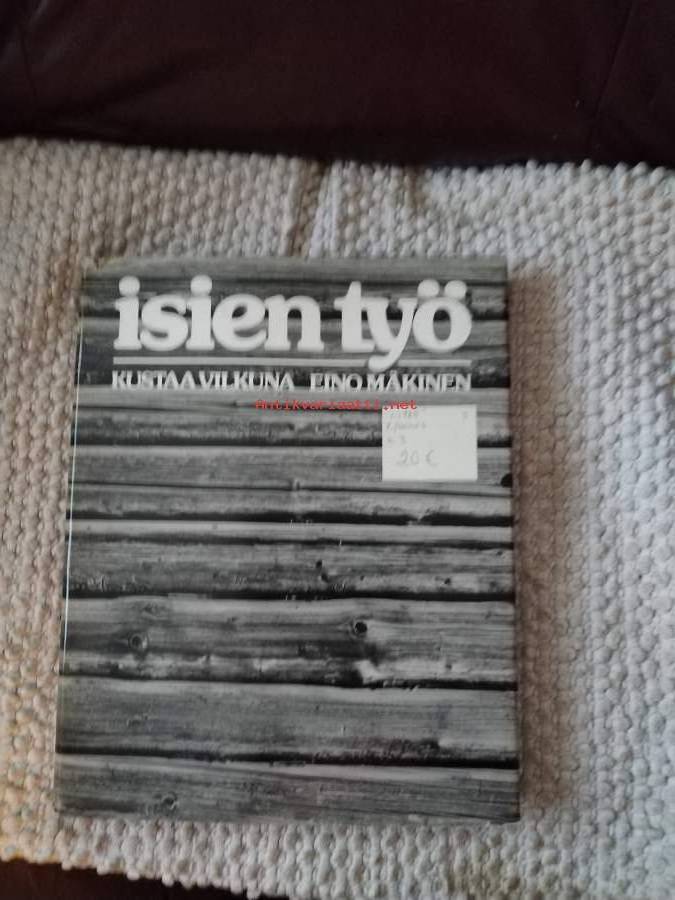 isien työ
KUSTAA VILKUNA EINO MÄKINEN
Antikvariaatti.net
20 €